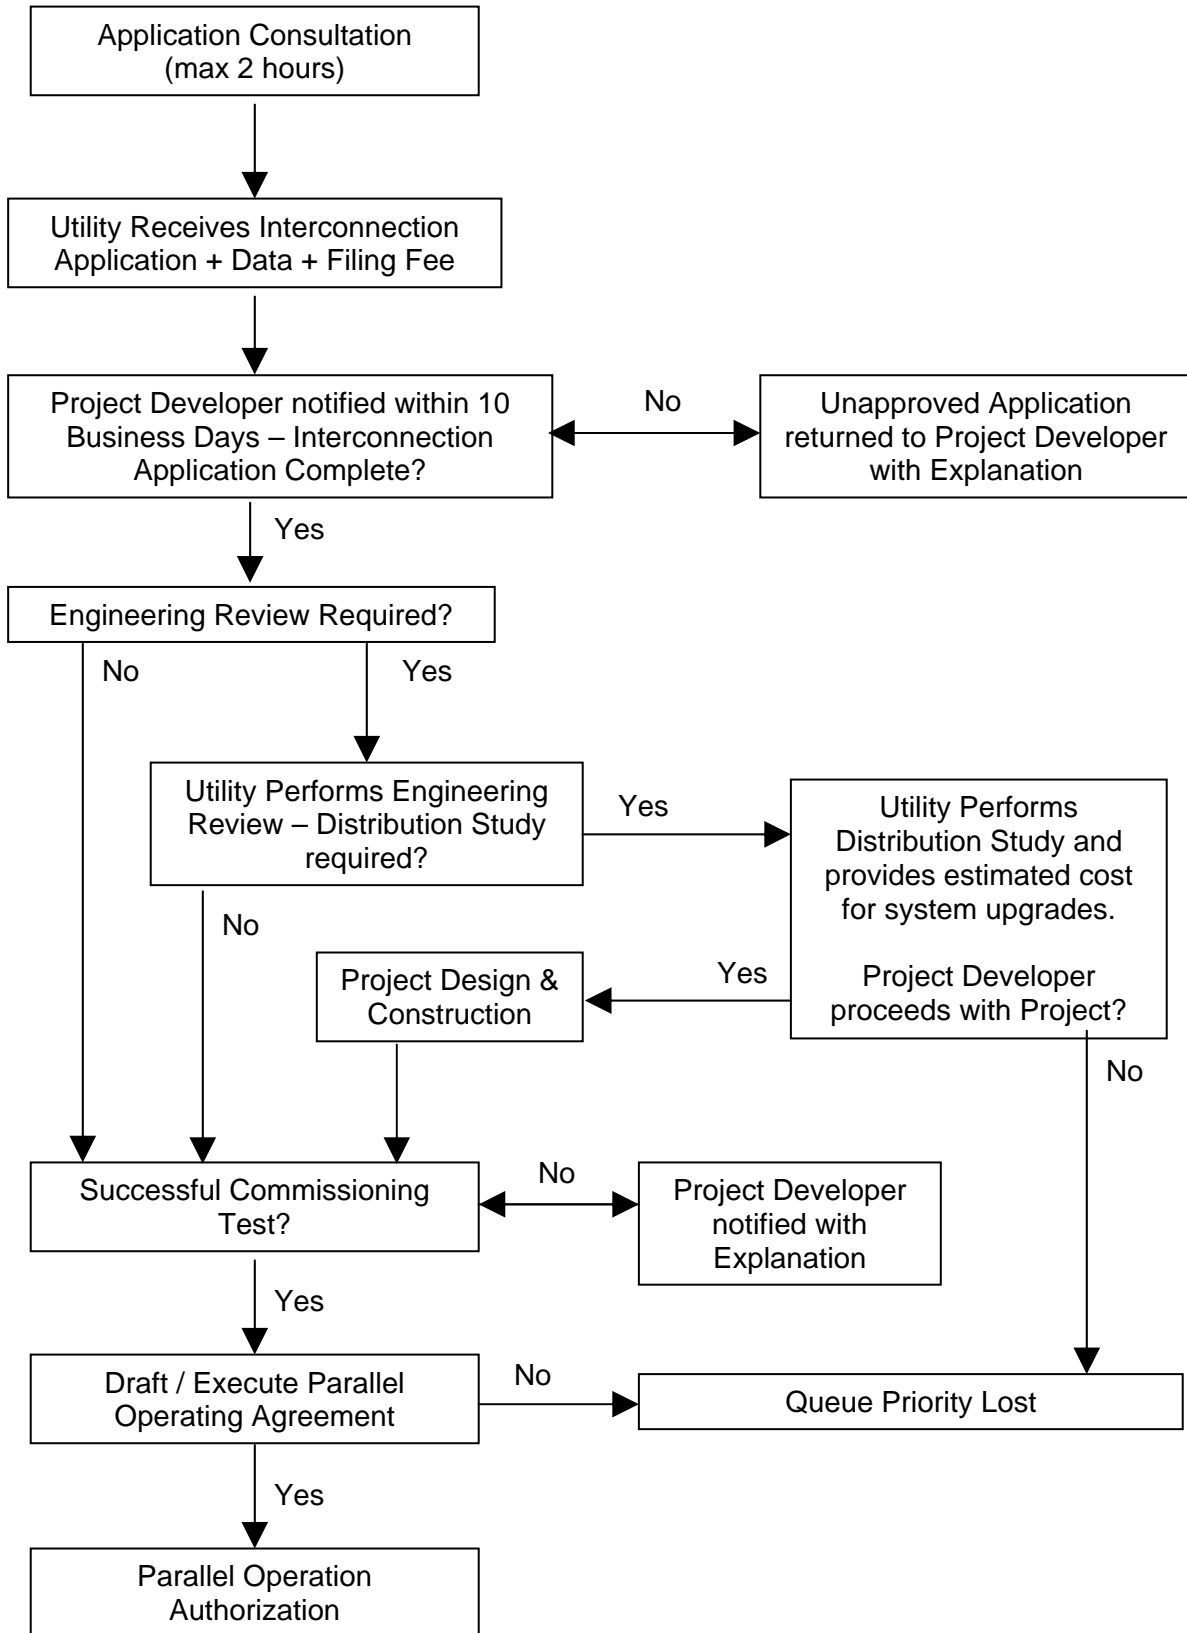 Application Consultation
(max 2 hours)
Utility Receives Interconnection
Application + Data + Filing Fee
Project Developer notified within 10
Business Days – Interconnection
Application Complete?
No
Unapproved Application
returned to Project Developer
with Explanation
Yes
Engineering Review Required?
No
Yes
Utility Performs Engineering
Review – Distribution Study
required?
Yes
Utility Performs
Distribution Study and
provides estimated cost
for system upgrades.
Project Developer
proceeds with Project?
No
Yes
Project Design &
Construction
No
Successful Commissioning
Test?
No
Project Developer
notified with
Explanation
Yes
Draft / Execute Parallel
Operating Agreement
No
Queue Priority Lost
Yes
Parallel Operation
Authorization